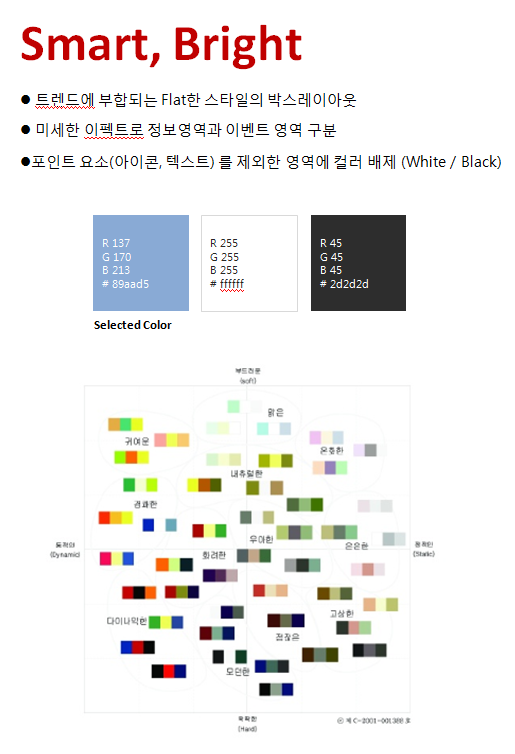 Smart, Bright
● 트렌드에 부합되는 Flat한 스타일의 박스레이아웃
● 미세한 이펙트로 정보영역과 이벤트 영역 구분
●포인트 요소(아이콘, 텍스트) 를 제외한 영역에 컬러 배제 (White / Black)
R 137
G 170
B 213
# 89aad5
R 255
G 255
B 255
# ffffff
R 45
G 45
B 45
# 2d2d2d
Selected Color
부드러운
(soft)
맑은
귀여운
온화한
내츄럴한
경쾌한
우아한
은은한
동적인
(Dynamic)
화려한
정적인
(Static)
다이나믹한
고상한
점잖은
모던한
딱딱한
(Hard)
ⓒ 제 C-2001-001388 호